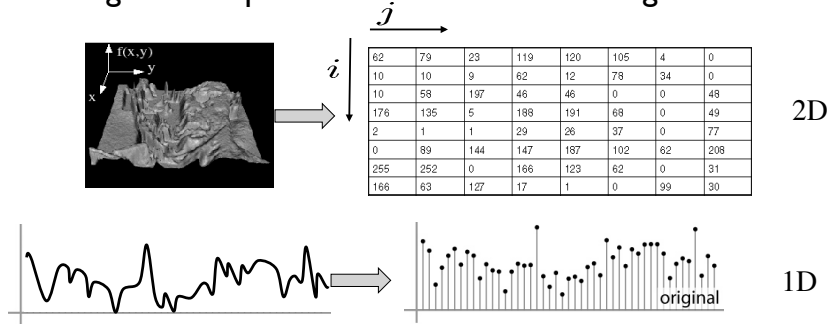 j
i
f(x,y)
y
x
62 79 23 119 120 105 4 0
10 10 9 62 12 78 34 0
10 58 197 46 46 0 0 48
176 135 5 188 191 68 0 49
2 1 1 29 26 37 0 77
0 89 144 147 187 102 62 208
255 252 0 166 123 62 0 31
166 63 127 17 1 0 99 30
2D
original
1D